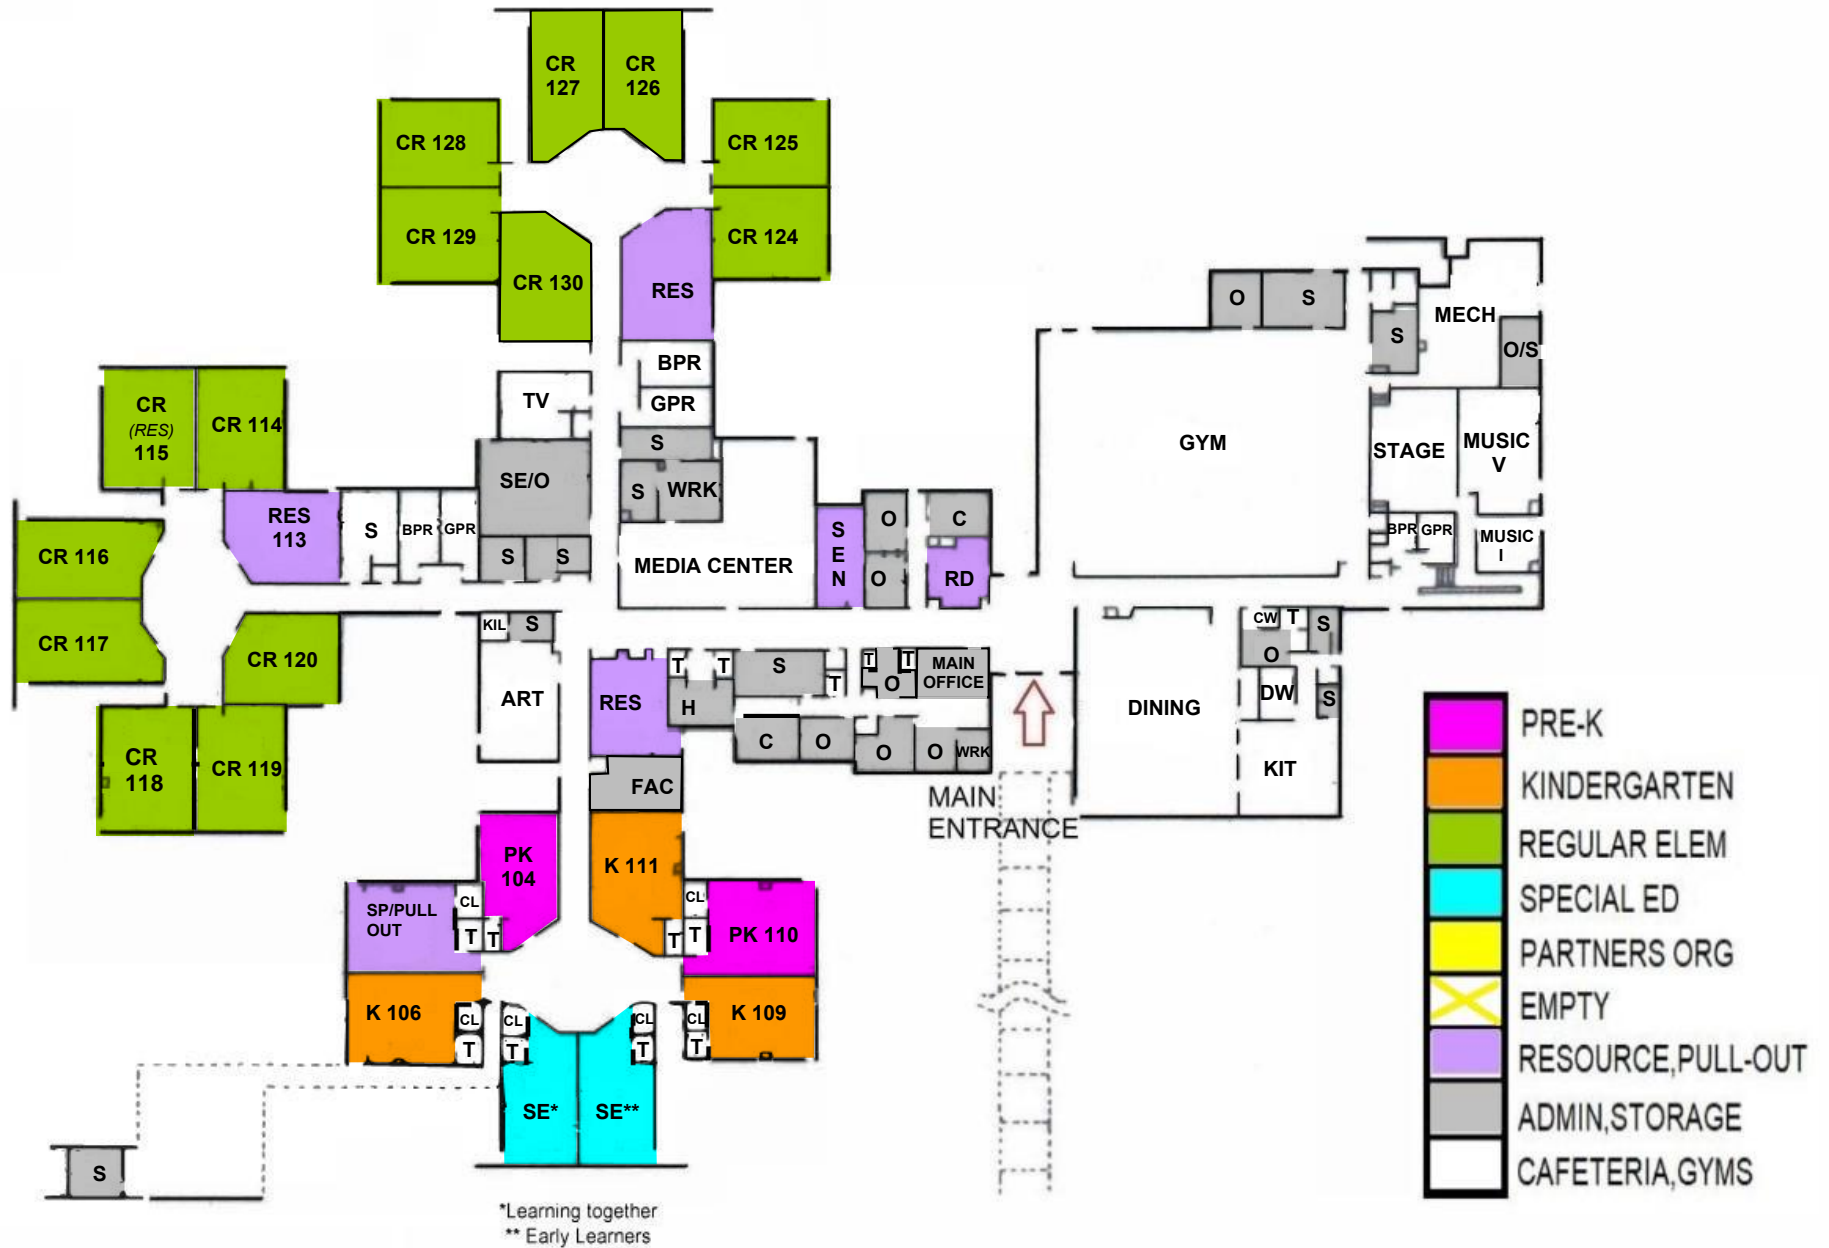 CR
127
CR
126
CR 128
CR 125
CR 129
CR 124
CR 130
RES
BPR
GPR
TV
S
SE/O
S
WRK
S
S
MEDIA CENTER
S
E
N
O
O
C
RD
CR
(RES)
115
CR 114
RES
113
S
BPR
GPR
CR 116
CR 117
CR 120
CR
118
CR 119
O
S
MECH
S
O/S
GYM
STAGE
MUSIC
V
BPR
GPR
MUSIC
I
KIL
S
ART
RES
T
T
S
T
H
T
T
O
MAIN
OFFICE
C
O
O
O
WRK
FAC
CW
T
S
O
DW
S
DINING
KIT
MAIN
ENTRANCE
PK
104
K 111
SP/PULL
OUT
CL
T
T
CL
T
T
PK 110
K 106
CL
T
CL
T
CL
T
CL
T
K 109
SE*
SE**
S
*Learning together
** Early Learners
PRE-K
KINDERGARTEN
REGULAR ELEM
SPECIAL ED
PARTNERS ORG
EMPTY
RESOURCE,PULL-OUT
ADMIN,STORAGE
CAFETERIA,GYMS